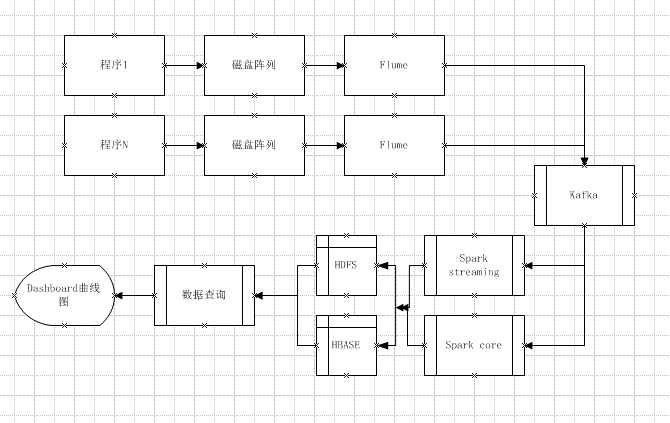 程序1
磁盘阵列
Flume
程序N
磁盘阵列
Flume
Kafka
HDFS
Spark
streaming
Dashboard曲线
图
数据查询
HBASE
Spark core